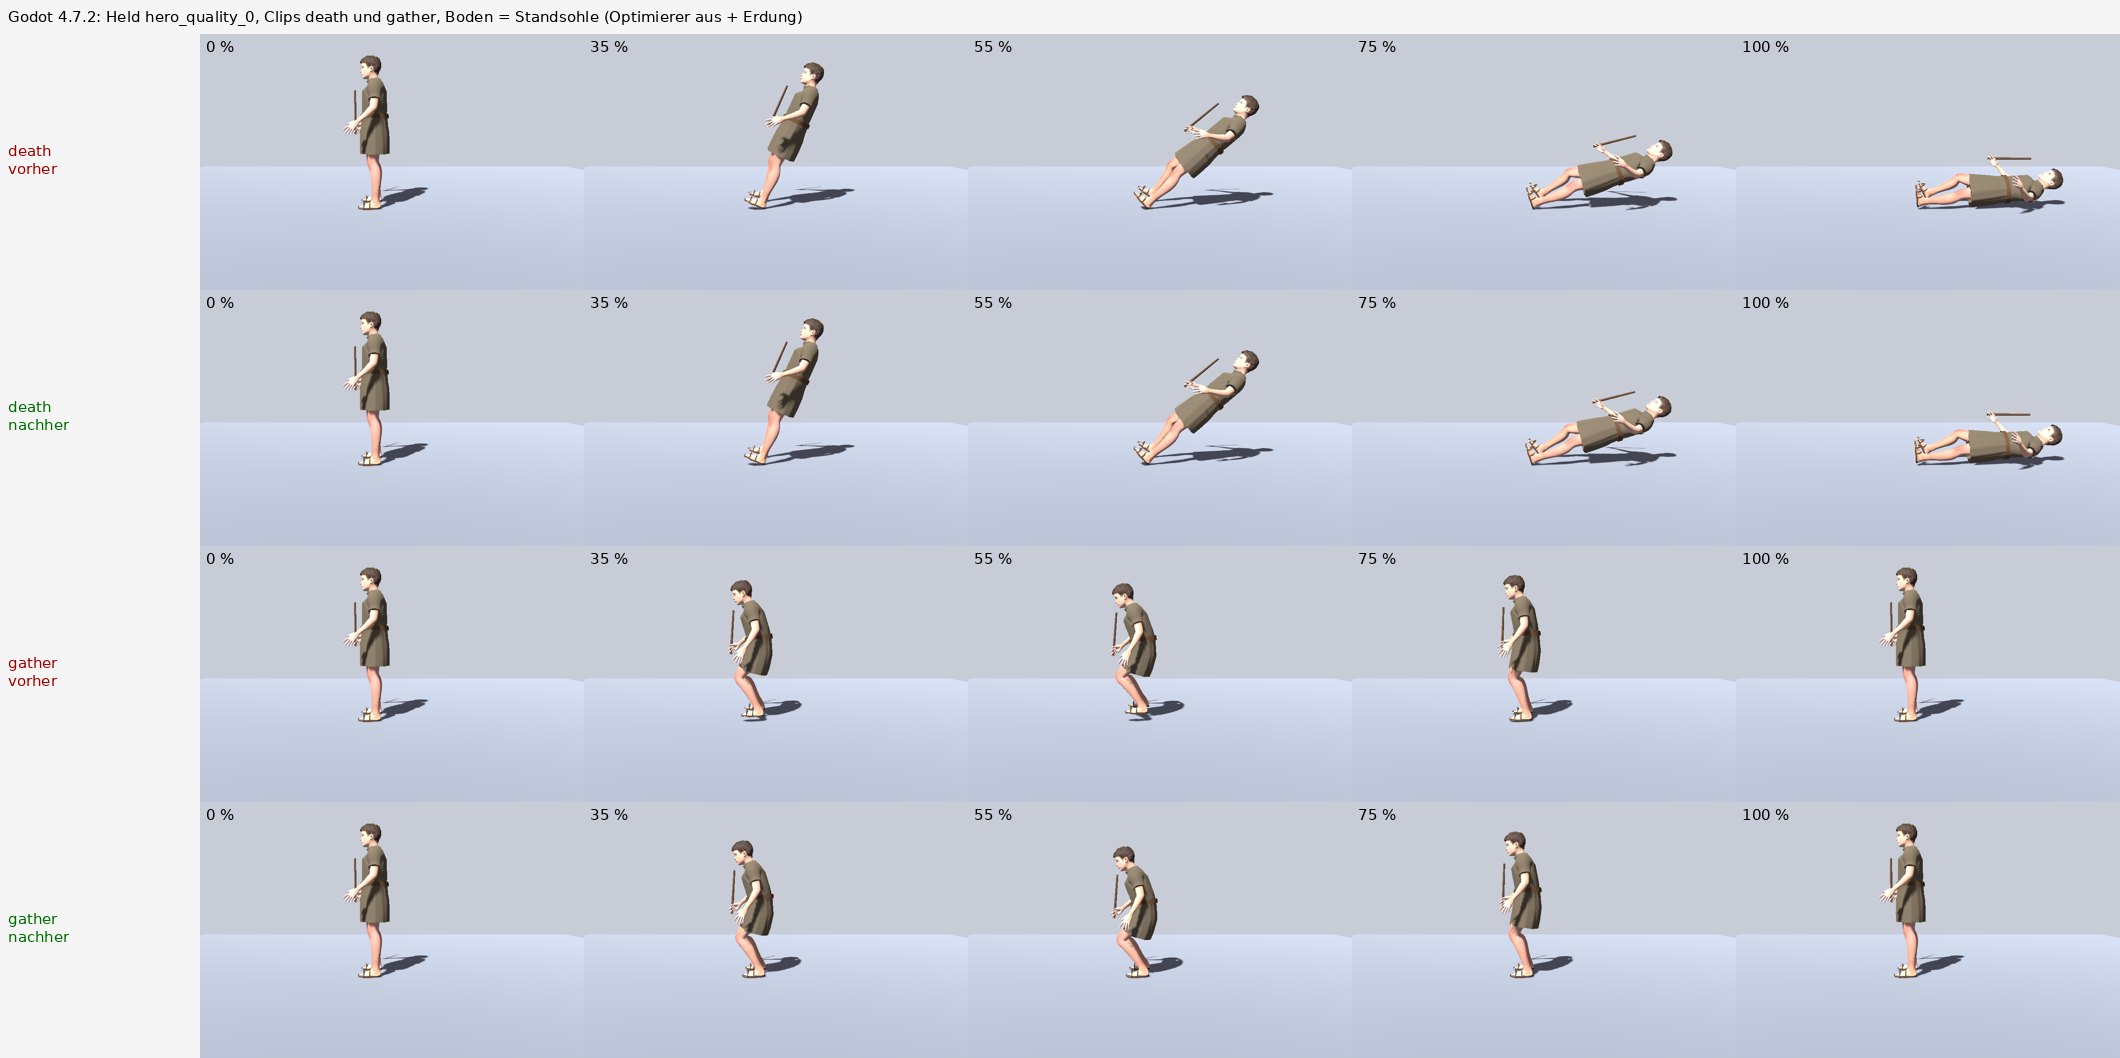 Godot 4.7.2: Held hero_quality_0, Clips death und gather, Boden = Standsohle (Optimierer aus + Erdung)
0 % 35 % 55 % 75 % 100 %
death
vorher
0 % 35 % 55 % 75 % 100 %
death
nachher
0 % 35 % 55 % 75 % 100 %
gather
vorher
0 % 35 % 55 % 75 % 100 %
gather
nachher